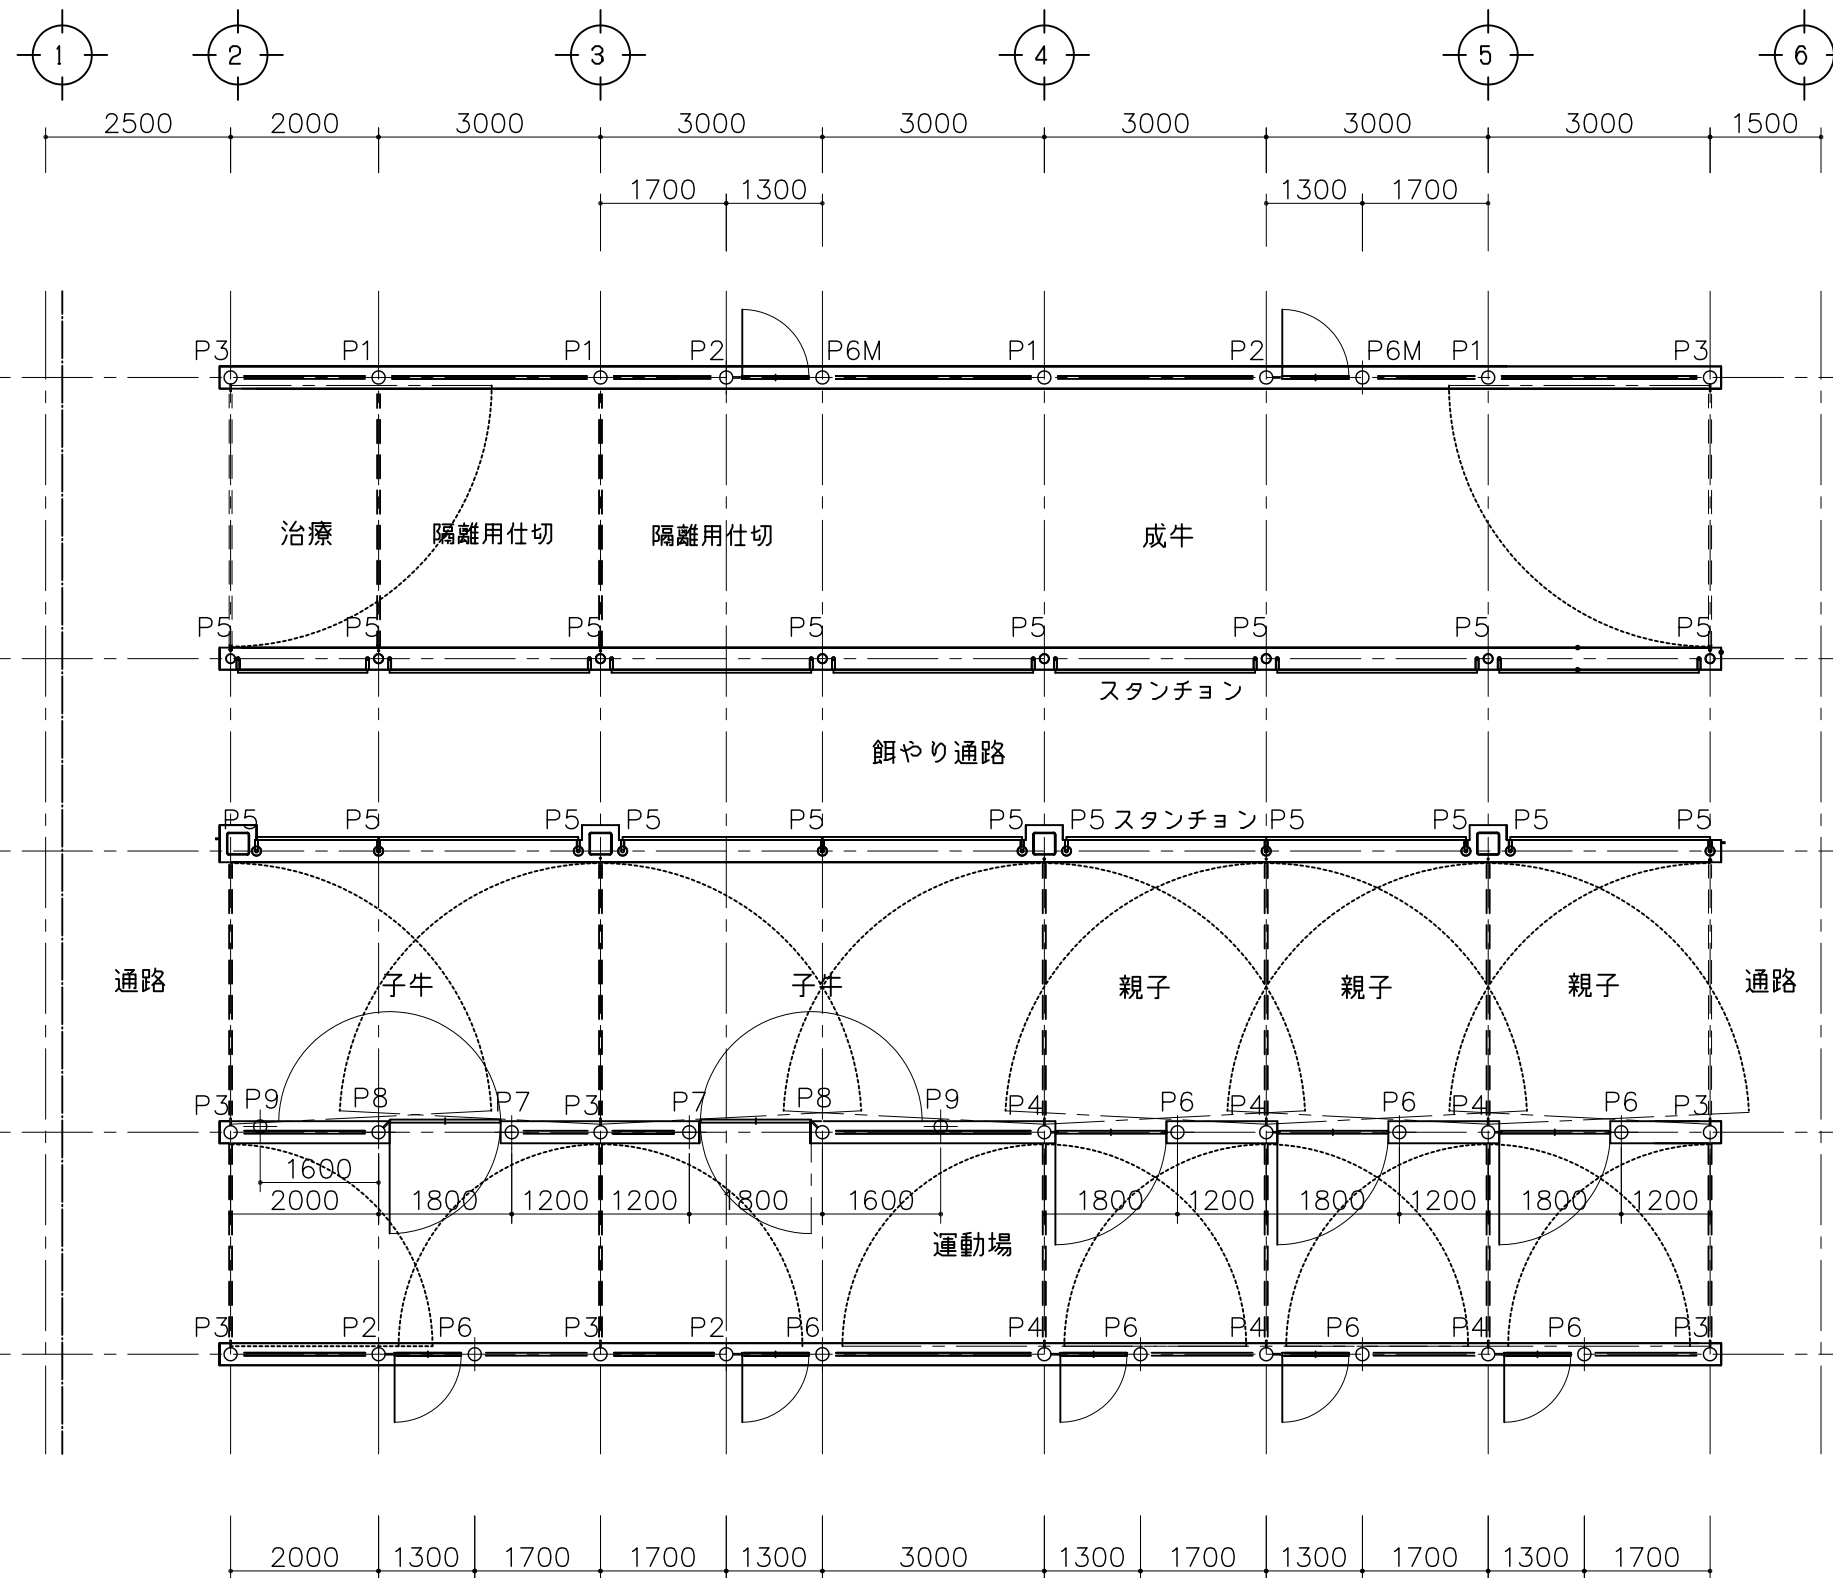 1 2 3 4 5 6
2500 2000 3000 3000 3000 3000 3000 3000 1500
1700 1300 1300 1700
P3 P1 P1 P2 P6M P1 P2 P6M P1 P3
治療 隔離用仕切 隔離用仕切 成牛
P5 P5 P5 P5 P5 P5 P5 P5
スタンチョン
餌やり通路
P5 P5 P5 P5 P5 P5 P5 スタンチョン P5 P5 P5 P5
通路 子牛 子牛 親子 親子 親子 通路
P3 P9 P8 P7 P3 P7 P8 P9 P4 P6 P4 P6 P4 P6 P3
1600
2000 1800 1200 1200 1800 1600 1800 1200 1800 1200 1800 1200
運動場
P3 P2 P6 P3 P2 P6 P4 P6 P4 P6 P4 P6 P3
2000 1300 1700 1700 1300 3000 1300 1700 1300 1700 1300 1700